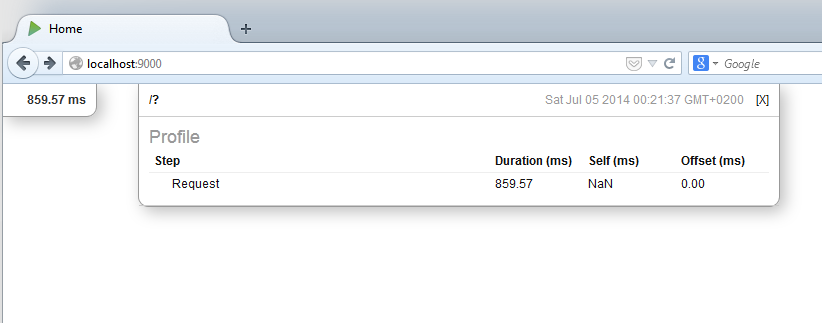 Home
localhost:9000
8 Google
859.57 ms
/? Sat Jul 05 2014 00:21:37 GMT+0200 [X]
Profile
Step Duration (ms) Self (ms) Offset (ms)
Request 859.57 NaN 0.00